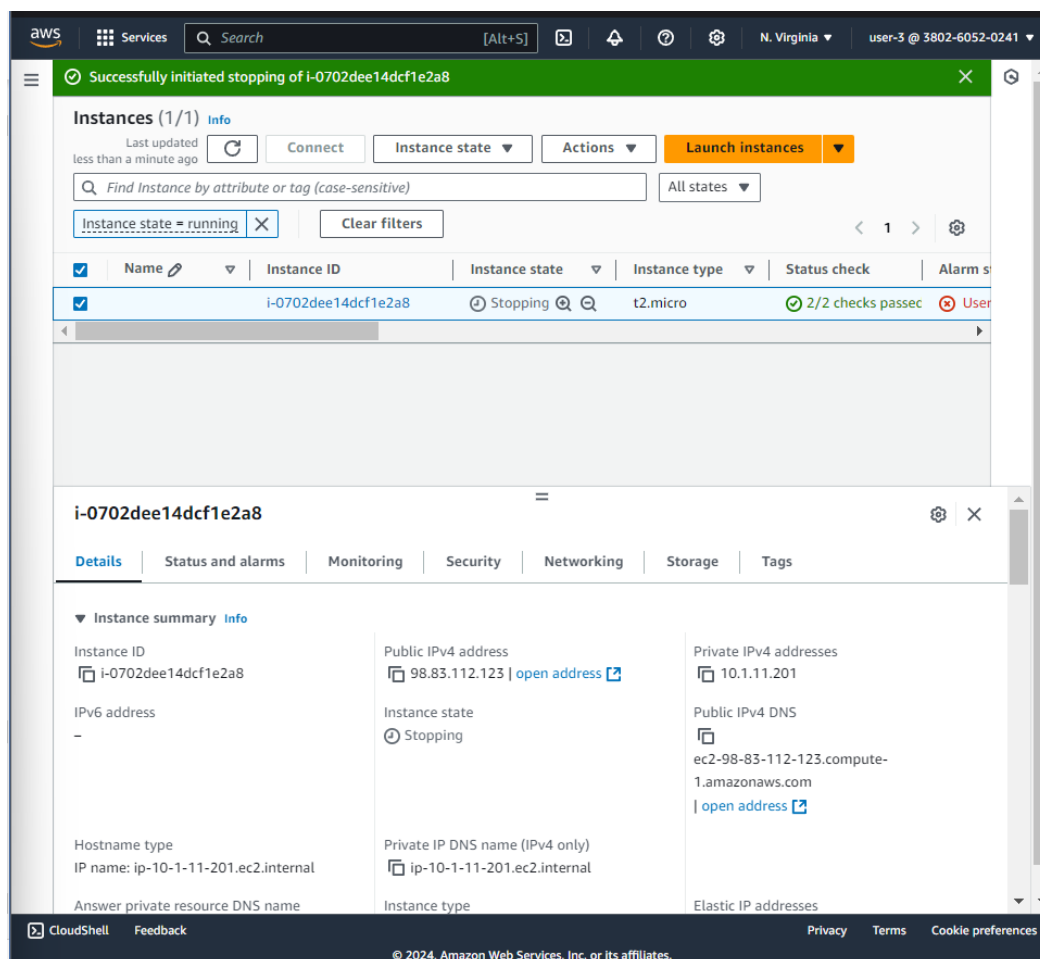 aws
Services
Search [Alt+S]
N. Virginia
user-3 @ 3802-6052-0241
Successfully initiated stopping of i-0702dee14dcf1e2a8
Instances (1/1) Info
Last updated
less than a minute ago
Connect
Instance state
Actions
Launch instances
Find Instance by attribute or tag (case-sensitive)
All states
Instance state = running
Clear filters
1
Name Instance ID Instance state Instance type Status check Alarm s
i-0702dee14dcf1e2a8 Stopping t2.micro 2/2 checks passec User
i-0702dee14dcf1e2a8
Details Status and alarms Monitoring Security Networking Storage Tags
Instance summary Info
Instance ID
i-0702dee14dcf1e2a8
Public IPv4 address
98.83.112.123 | open address
Private IPv4 addresses
10.1.11.201
IPv6 address
–
Instance state
Stopping
Public IPv4 DNS
ec2-98-83-112-123.compute-
1.amazonaws.com
| open address
Hostname type
IP name: ip-10-1-11-201.ec2.internal
Private IP DNS name (IPv4 only)
ip-10-1-11-201.ec2.internal
Answer private resource DNS name
Instance type
Elastic IP addresses
CloudShell Feedback Privacy Terms Cookie preferences
© 2024, Amazon Web Services, Inc. or its affiliates.